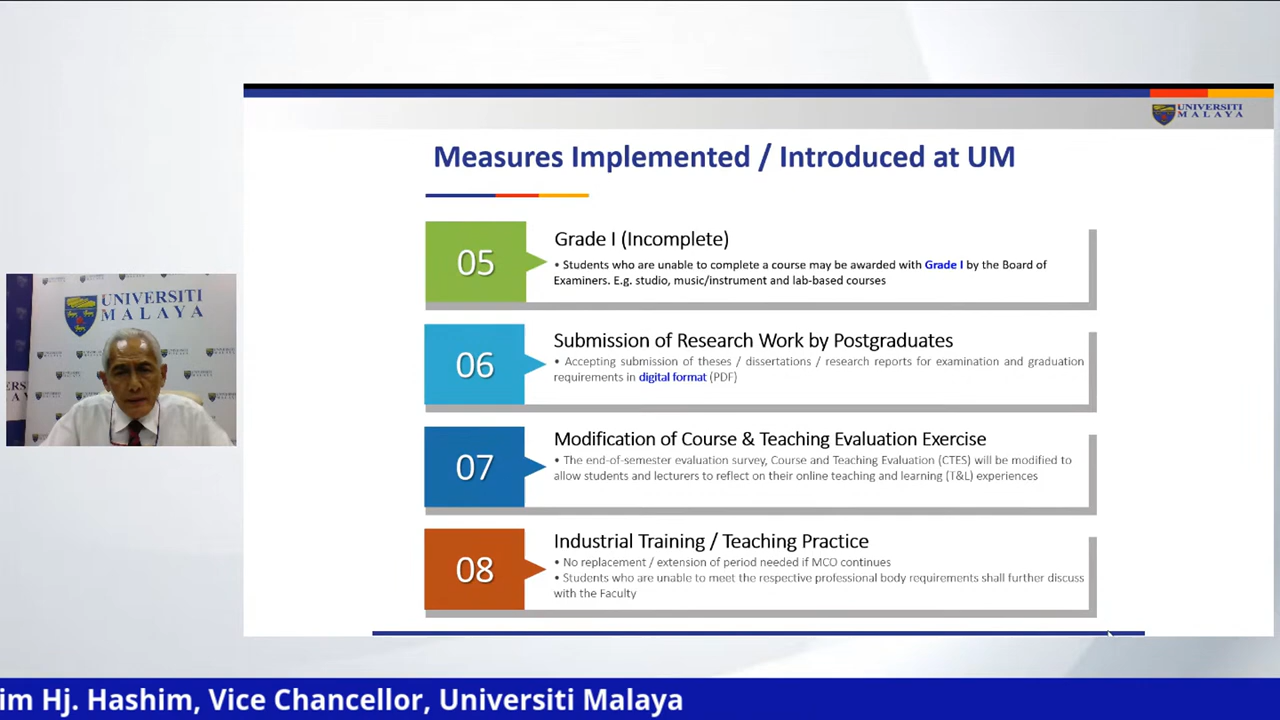 UNIVERSITI
MALAYA
Measures Implemented / Introduced at UM
05
Grade I (Incomplete)
• Students who are unable to complete a course may be awarded with Grade I by the Board of
Examiners. E.g. studio, music/instrument and lab-based courses
06
Submission of Research Work by Postgraduates
• Accepting submission of theses / dissertations / research reports for examination and graduation
requirements in digital format (PDF)
07
Modification of Course & Teaching Evaluation Exercise
• The end-of-semester evaluation survey, Course and Teaching Evaluation (CTES) will be modified to
allow students and lecturers to reflect on their online teaching and learning (T&L) experiences
08
Industrial Training / Teaching Practice
• No replacement / extension of period needed if MCO continues
• Students who are unable to meet the respective professional body requirements shall further discuss
with the Faculty
UNIVERSITI
MALAYA
im Hj. Hashim, Vice Chancellor, Universiti Malaya